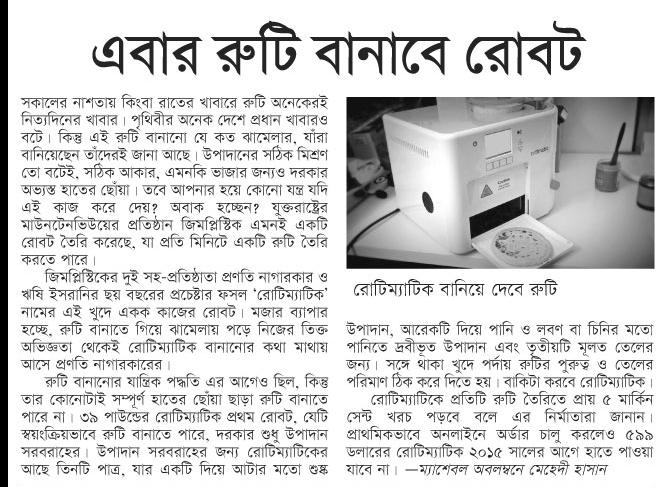 এবার রুটি বানাবে রোবট
সকালের নাশতায় কিংবা রাতের খাবারে রুটি অনেকেরই
নিত্যদিনের খাবার। পৃথিবীর অনেক দেশে প্রধান খাবারও
বটে। কিন্তু এই রুটি বানানো যে কত ঝামেলার, যাঁরা
বানিয়েছেন তাঁদেরই জানা আছে। উপাদানের সঠিক মিশ্রণ
তো বটেই, সঠিক আকার, এমনকি ভাজার জন্যও দরকার
অভ্যস্ত হাতের ছোঁয়া। তবে আপনার হয়ে কোনো যন্ত্র যদি
এই কাজ করে দেয়? অবাক হচ্ছেন? যুক্তরাষ্ট্রের
মাউনটেনভিউয়ের প্রতিষ্ঠান জিমপ্লিস্টিক এমনই একটি
রোবট তৈরি করেছে, যা প্রতি মিনিটে একটি রুটি তৈরি
করতে পারে।
জিমপ্লিস্টিকের দুই সহ-প্রতিষ্ঠাতা প্রণতি নাগারকার ও
ঋষি ইসরানির ছয় বছরের প্রচেষ্টার ফসল ‘রোটিম্যাটিক’
নামের এই খুদে একক কাজের রোবট। মজার ব্যাপার
হচ্ছে, রুটি বানাতে গিয়ে ঝামেলায় পড়ে নিজের তিক্ত
অভিজ্ঞতা থেকেই রোটিম্যাটিক বানানোর কথা মাথায়
আসে প্রণতি নাগারকারের।
রুটি বানানোর যান্ত্রিক পদ্ধতি এর আগেও ছিল, কিন্তু
তার কোনোটাই সম্পূর্ণ হাতের ছোঁয়া ছাড়া রুটি বানাতে
পারে না। ৩৯ পাউন্ডের রোটিম্যাটিক প্রথম রোবট, যেটি
স্বয়ংক্রিয়ভাবে রুটি বানাতে পারে, দরকার শুধু উপাদান
সরবরাহের। উপাদান সরবরাহের জন্য রোটিম্যাটিকের
আছে তিনটি পাত্র, যার একটি দিয়ে আটার মতো শুষ্ক
রোটিম্যাটিক বানিয়ে দেবে রুটি
উপাদান, আরেকটি দিয়ে পানি ও লবণ বা চিনির মতো
পানিতে দ্রবীভূত উপাদান এবং তৃতীয়টি মূলত তেলের
জন্য। সঙ্গে থাকা খুদে পর্দায় রুটির পুরুত্ব ও তেলের
পরিমাণ ঠিক করে দিতে হয়। বাকিটা করবে রোটিম্যাটিক।
রোটিম্যাটিকে প্রতিটি রুটি তৈরিতে প্রায় ৫ মার্কিন
সেন্ট খরচ পড়বে বলে এর নির্মাতারা জানান।
প্রাথমিকভাবে অনলাইনে অর্ডার চালু করলেও ৫৯৯
ডলারের রোটিম্যাটিক ২০১৫ সালের আগে হাতে পাওয়া
যাবে না। —ম্যাশেবল অবলম্বনে মেহেদী হাসান